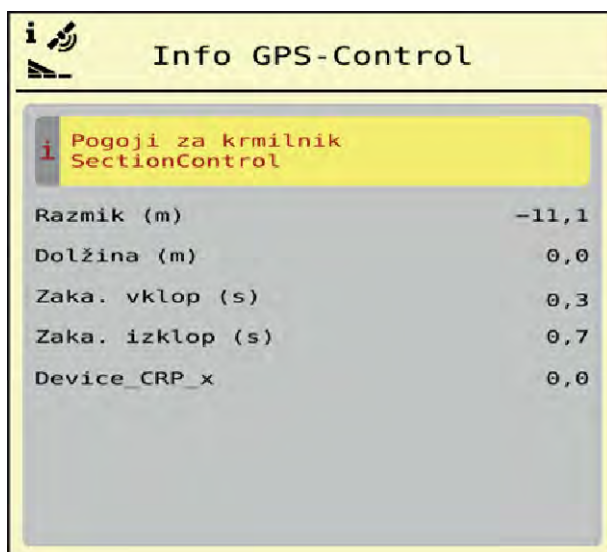 i
Info GPS-Control
i
Pogoji za krmilnik
SectionControl
Razmik (m) -11,1
Dolžina (m) 0,0
Zaka. vklop (s) 0,3
Zaka. izklop (s) 0,7
Device_CRP_x 0,0